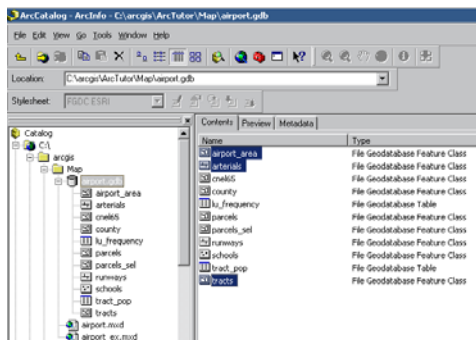 ArcCatalog - ArcInfo - C:\arcgis\ArcTutor\Map\airport.gdb
File Edit View Go Tools Window Help
Location: C:\arcgis\ArcTutor\Map\airport.gdb
Stylesheet: FGDC ESRI
Contents Preview Metadata
Catalog
C:\
arcgis
Map
airport.gdb
airport_area
arterials
cnel65
county
lu_frequency
parcels
parcels_sel
runways
schools
tract_pop
tracts
airport.mxd
airport_ex.mxd
Name Type
airport_area File Geodatabase Feature Class
arterials File Geodatabase Feature Class
cnel65 File Geodatabase Feature Class
county File Geodatabase Feature Class
lu_frequency File Geodatabase Table
parcels File Geodatabase Feature Class
parcels_sel File Geodatabase Feature Class
runways File Geodatabase Feature Class
schools File Geodatabase Feature Class
tract_pop File Geodatabase Table
tracts File Geodatabase Feature Class